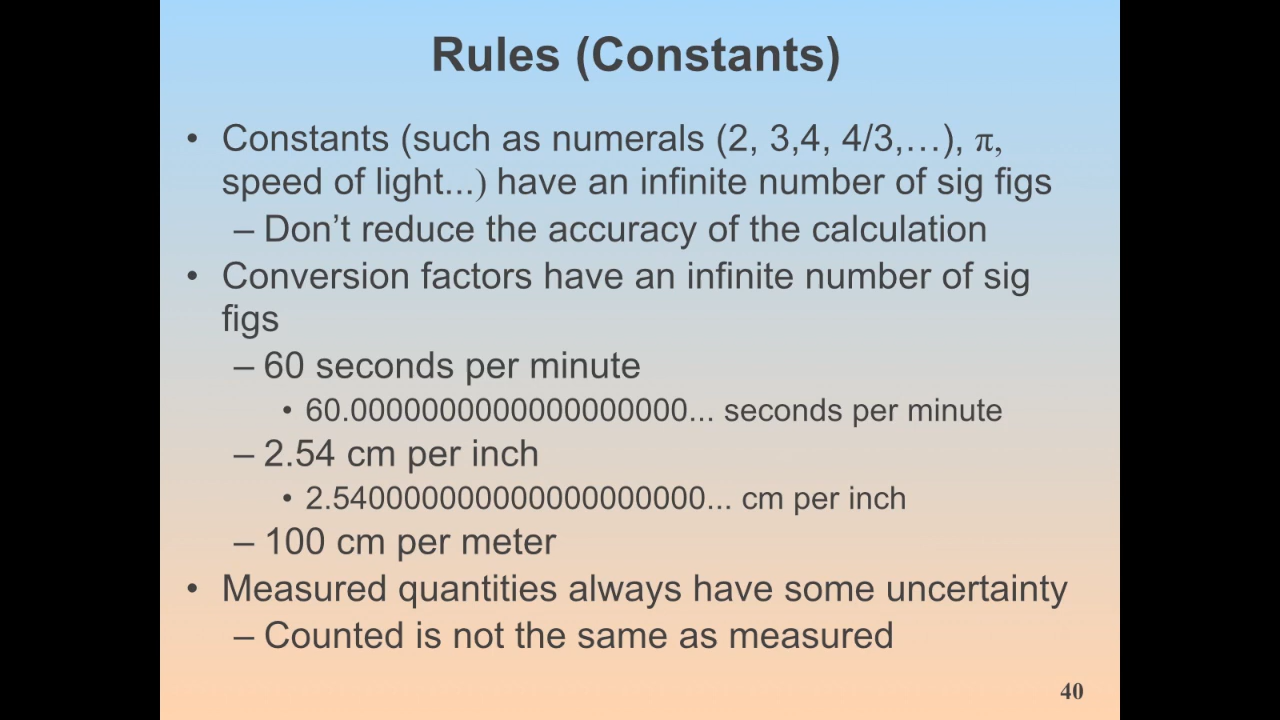 Rules (Constants)
• Constants (such as numerals (2, 3,4, 4/3,…), π,
speed of light...) have an infinite number of sig figs
– Don’t reduce the accuracy of the calculation
• Conversion factors have an infinite number of sig
figs
– 60 seconds per minute
• 60.0000000000000000000... seconds per minute
– 2.54 cm per inch
• 2.540000000000000000000... cm per inch
– 100 cm per meter
• Measured quantities always have some uncertainty
– Counted is not the same as measured
40